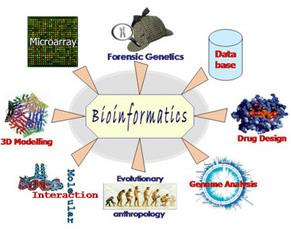 Microarray
Forensic Genetics
Data
base
Bioinformatics
3D Modelling
Drug Design
Molecular
Interaction
Evolutionary
anthropology
Genome Analysis